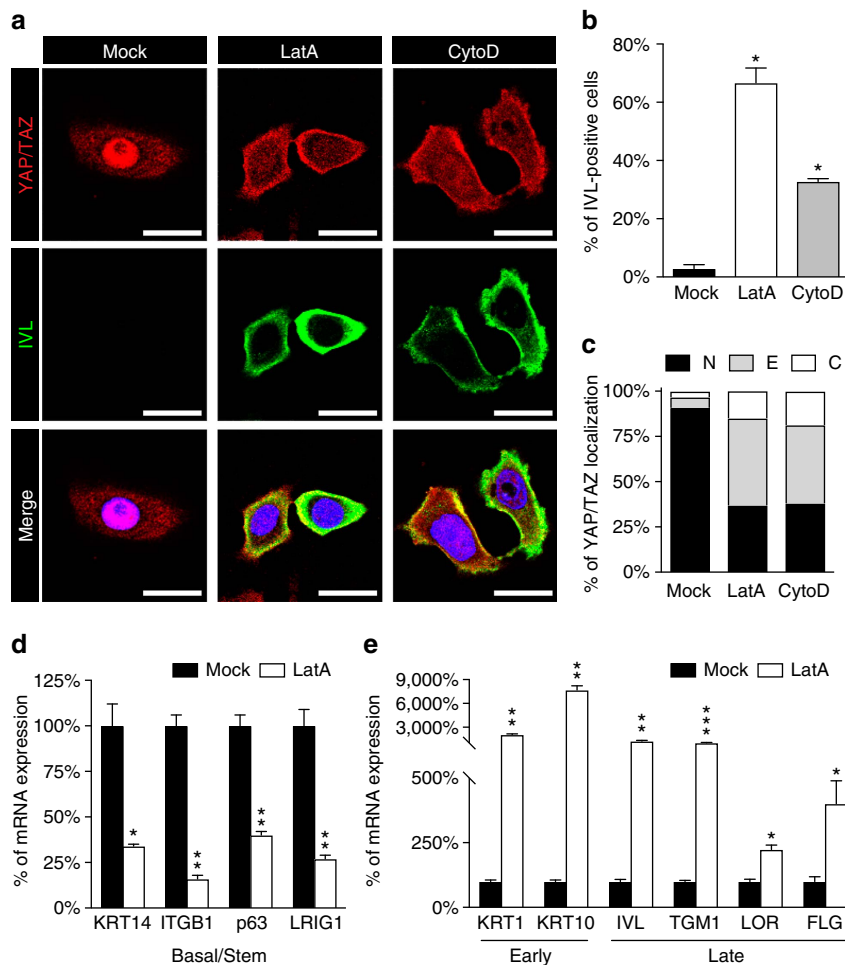 a
Mock LatA CytoD
YAP/TAZ
IVL
Merge
b
% of IVL-positive cells
80%
60%
40%
20%
0%
* *
Mock LatA CytoD
c
N E C
% of YAP/TAZ localization
100%
75%
50%
25%
0%
Mock LatA CytoD
d
Mock LatA
% of mRNA expression
125%
100%
75%
50%
25%
0%
* ** ** **
KRT14 ITGB1 p63 LRIG1
Basal/Stem
e
Mock LatA
% of mRNA expression
9,000%
6,000%
3,000%
500%
250%
0%
** ** ** *** * *
KRT1 KRT10 IVL TGM1 LOR FLG
Early Late